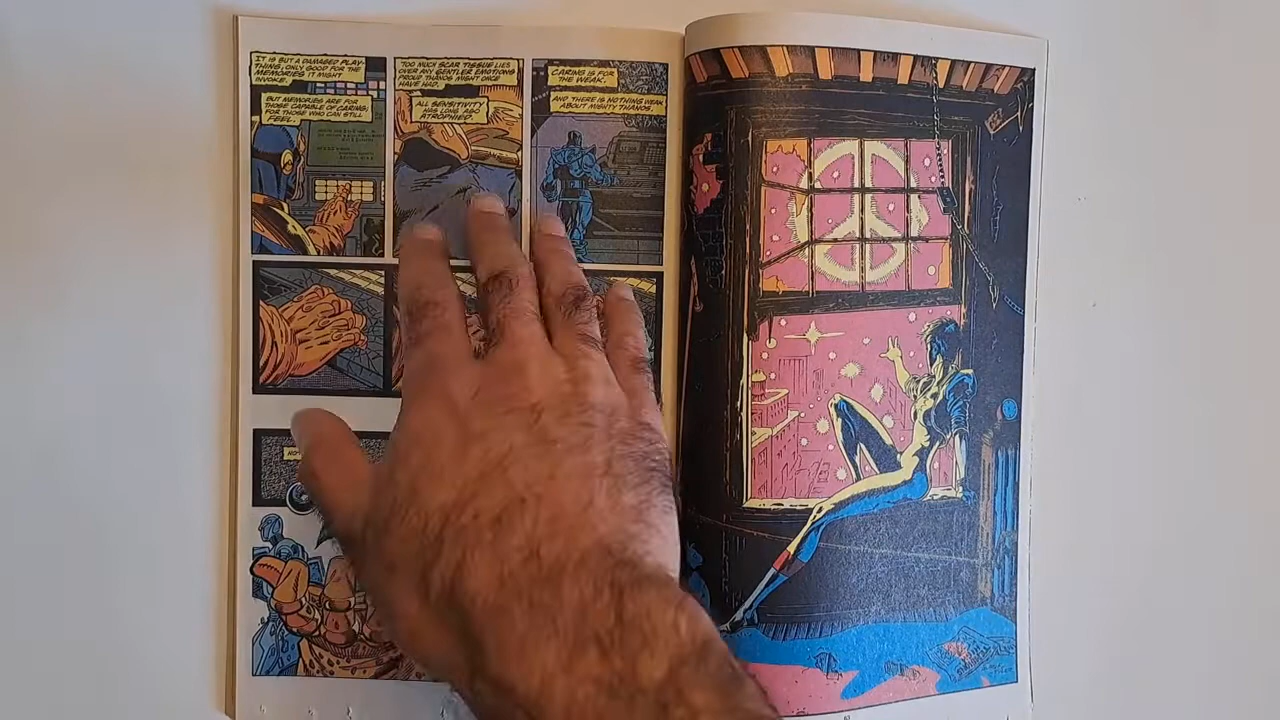 IT IS BUT A DAMAGED PLAY-
THING, ONLY GOOD FOR THE
MEMORIES IT MIGHT
INVOKE.
BUT MEMORIES ARE FOR
THOSE CAPABLE OF CARING;
FOR THOSE WHO CAN STILL
FEEL.
TOO MUCH SCAR TISSUE LIES
OVER ANY GENTLER EMOTIONS
PROUD THANOS MIGHT ONCE
HAVE HAD.
ALL SENSITIVITY
HAS LONG AGO
ATROPHIED.
CARING IS FOR
THE WEAK.
AND THERE IS NOTHING WEAK
ABOUT MIGHTY THANOS.